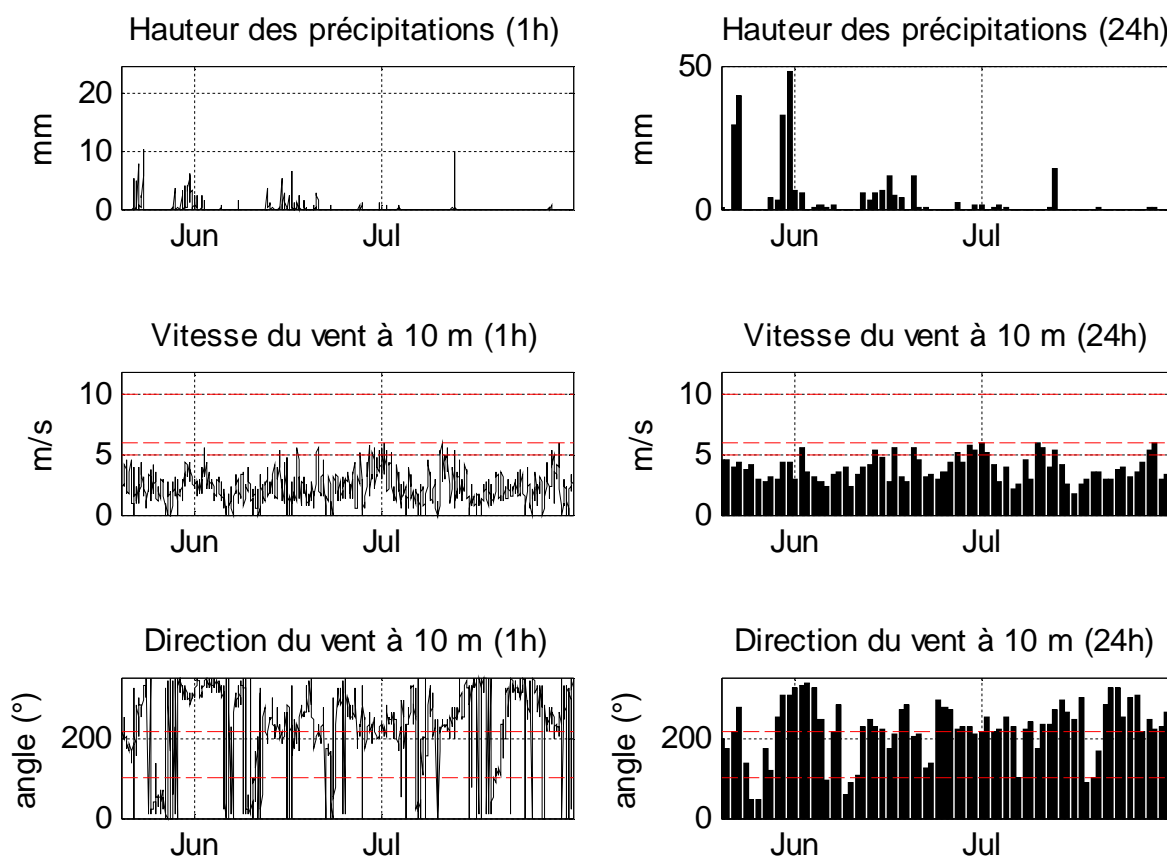 Hauteur des précipitations (1h)
Hauteur des précipitations (24h)
20
10
0
mm
Jun
Jul
50
0
mm
Jun
Jul
Vitesse du vent à 10 m (1h)
Vitesse du vent à 10 m (24h)
10
5
0
m/s
Jun
Jul
10
5
0
m/s
Jun
Jul
Direction du vent à 10 m (1h)
Direction du vent à 10 m (24h)
200
0
angle (°)
Jun
Jul
200
0
angle (°)
Jun
Jul